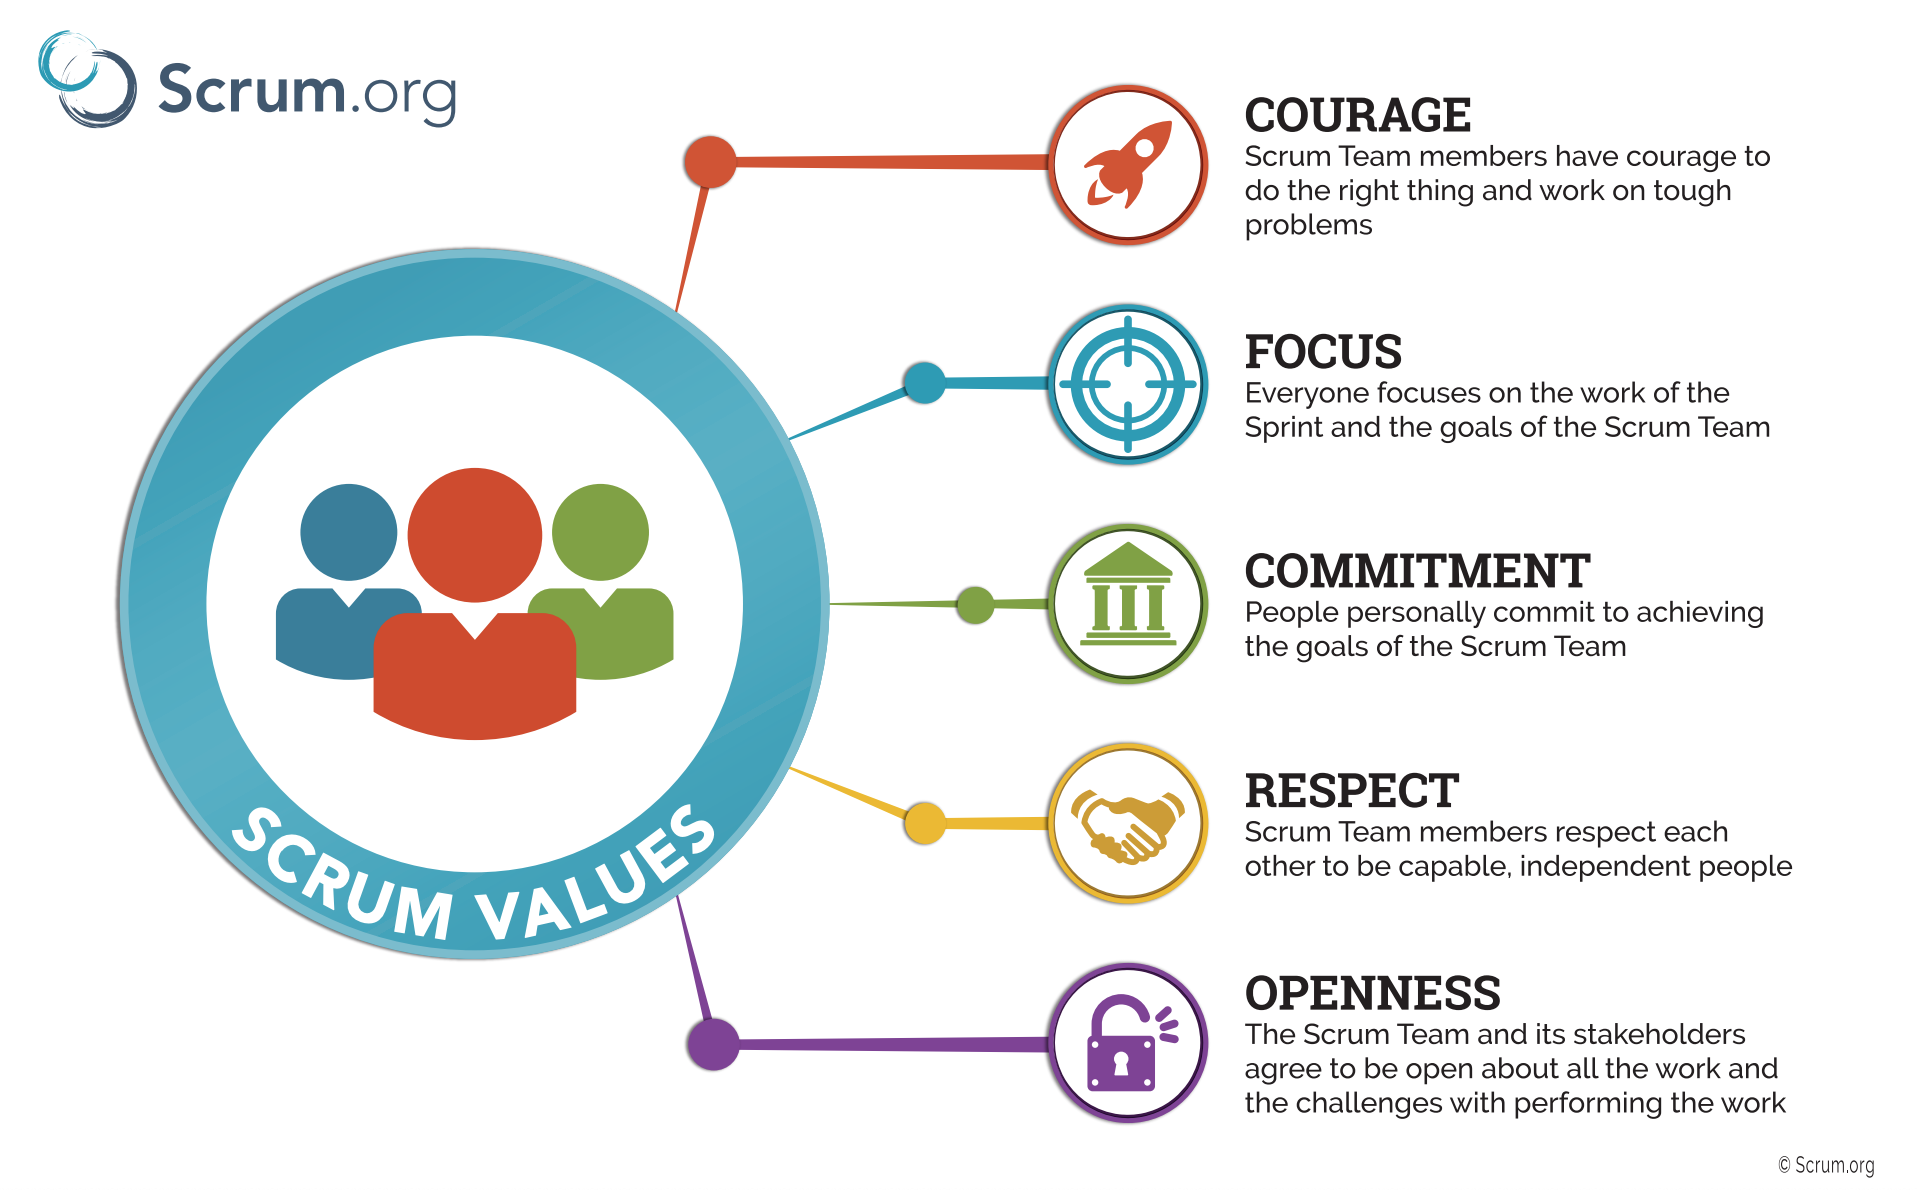 Scrum.org
COURAGE
Scrum Team members have courage to
do the right thing and work on tough
problems
FOCUS
Everyone focuses on the work of the
Sprint and the goals of the Scrum Team
COMMITMENT
People personally commit to achieving
the goals of the Scrum Team
RESPECT
Scrum Team members respect each
other to be capable, independent people
OPENNESS
The Scrum Team and its stakeholders
agree to be open about all the work and
the challenges with performing the work
SCRUM VALUES
© Scrum.org